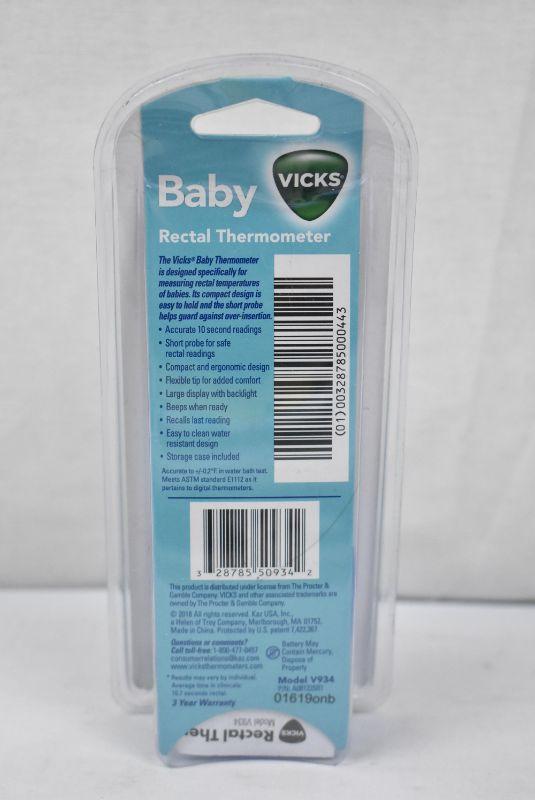 VICKS®
Baby
Rectal Thermometer
The Vicks® Baby Thermometer
is designed specifically for
measuring rectal temperatures
of babies. Its compact design is
easy to hold and the short probe
helps guard against over-insertion.
• Accurate 10 second readings
• Short probe for safe
rectal readings
• Compact and ergonomic design
• Flexible tip for added comfort
• Large display with backlight
• Beeps when ready
• Recalls last reading
• Easy to clean water
resistant design
• Storage case included
Accurate to +/-0.2°F in water bath test.
Meets ASTM standard E1112 as it
pertains to digital thermometers.
(01)00328785000443
3 28785 50934 2
This product is distributed under license from The Procter &
Gamble Company. VICKS and other associated trademarks are
owned by The Procter & Gamble Company.
© 2018 All rights reserved. Kaz USA, Inc.,
a Helen of Troy Company, Marlborough, MA 01752.
Made in China. Protected by U.S. patent 7,422,367
Questions or comments?
Call toll-free: 1-800-477-0457
consumerrelations@kaz.com
www.vicksthermometers.com
Battery May
Contain Mercury,
Dispose of
Properly
* Results may vary by individual.
Average time in clinicals:
10.7 seconds rectal.
3 Year Warranty
Model V934
P/N:
01619onb
VICKS
Rectal Ther
Model V934